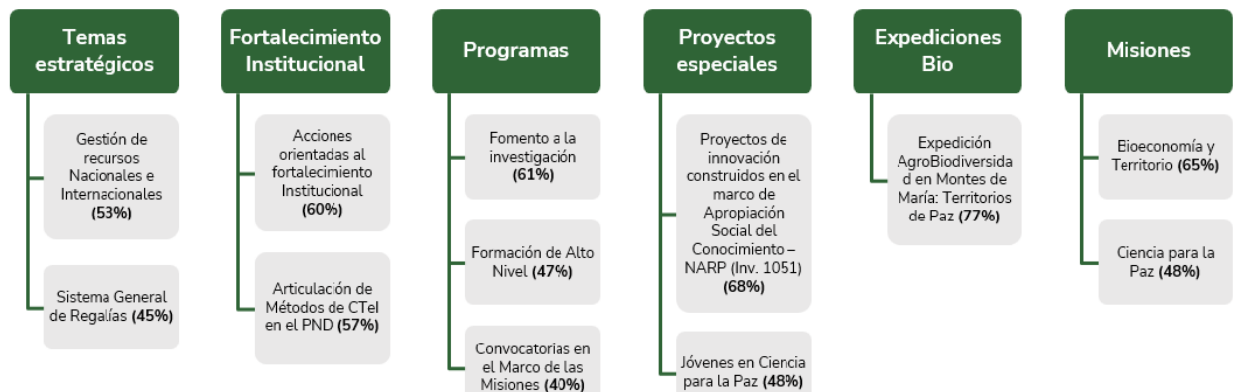 Temas
estratégicos
Gestión de
recursos
Nacionales e
Internacionales
(53%)
Sistema General
de Regalías (45%)
Fortalecimiento
Institucional
Acciones
orientadas al
fortalecimiento
Institucional
(60%)
Articulación de
Métodos de CTeI
en el PND (57%)
Programas
Fomento a la
investigación
(61%)
Formación de Alto
Nivel (47%)
Convocatorias en
el Marco de las
Misiones (40%)
Proyectos
especiales
Proyectos de
innovación
construidos en el
marco de
Apropiación
Social del
Conocimiento –
NARP (Inv. 1051)
(68%)
Jóvenes en Ciencia
para la Paz (48%)
Expediciones
Bio
Expedición
AgroBiodiversida
d en Montes de
María: Territorios
de Paz (77%)
Misiones
Bioeconomía y
Territorio (65%)
Ciencia para la
Paz (48%)